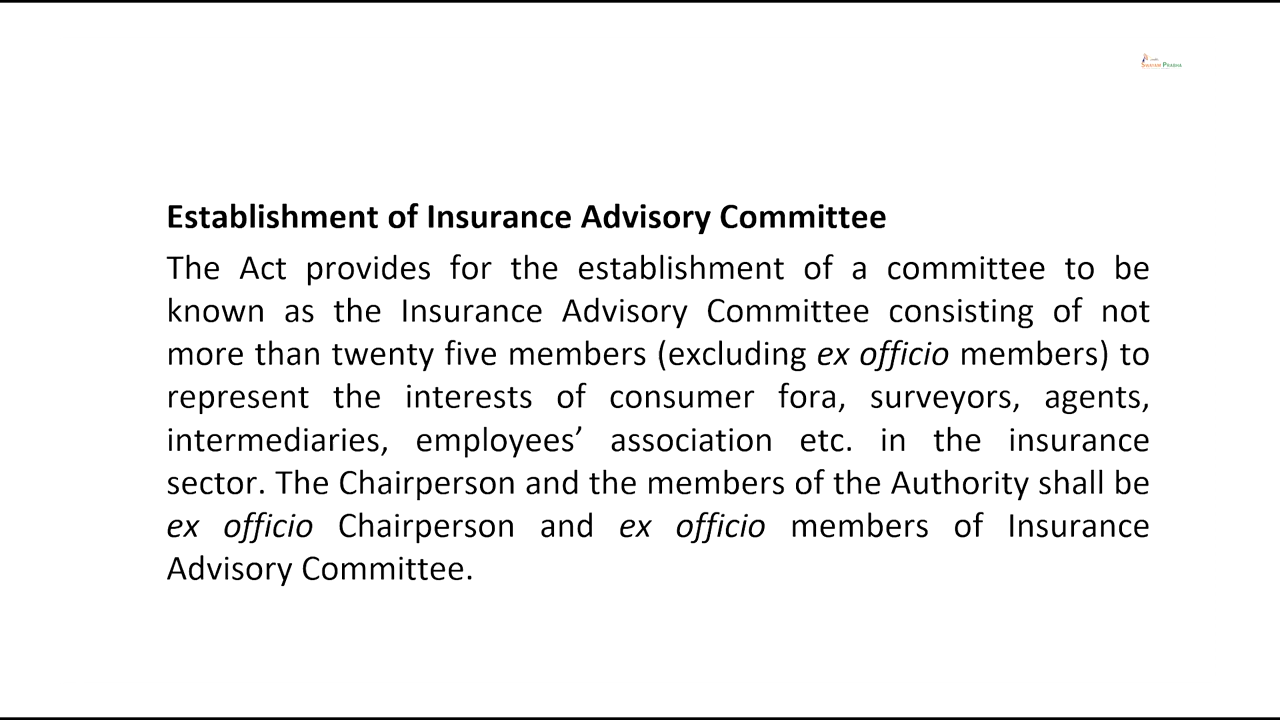 SWAYAM PRABHA
Establishment of Insurance Advisory Committee
The Act provides for the establishment of a committee to be
known as the Insurance Advisory Committee consisting of not
more than twenty five members (excluding ex officio members) to
represent the interests of consumer fora, surveyors, agents,
intermediaries, employees’ association etc. in the insurance
sector. The Chairperson and the members of the Authority shall be
ex officio Chairperson and ex officio members of Insurance
Advisory Committee.